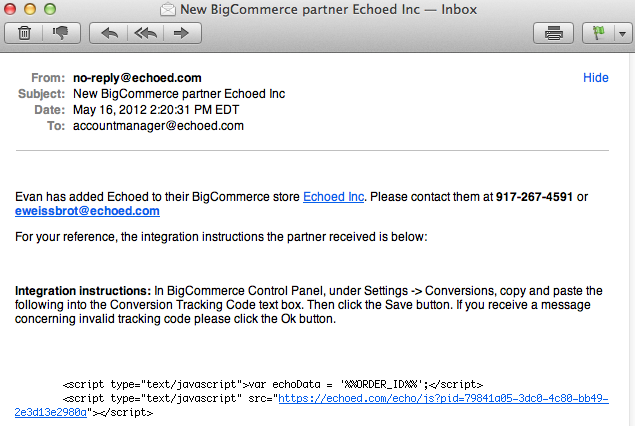 New BigCommerce partner Echoed Inc — Inbox
From: no-reply@echoed.com
Hide
Subject: New BigCommerce partner Echoed Inc
Date: May 16, 2012 2:20:31 PM EDT
To: accountmanager@echoed.com
Evan has added Echoed to their BigCommerce store Echoed Inc. Please contact them at 917-267-4591 or
eweissbrot@echoed.com
For your reference, the integration instructions the partner received is below:
Integration instructions: In BigCommerce Control Panel, under Settings -> Conversions, copy and paste the
following into the Conversion Tracking Code text box. Then click the Save button. If you receive a message
concerning invalid tracking code please click the Ok button.
<script type="text/javascript">var echoData = '%%ORDER_ID%%';</script>
<script type="text/javascript" src="https://echoed.com/echo/js?pid=79841a05-3dc0-4c80-bb49-
2e3d13e2980a"></script>